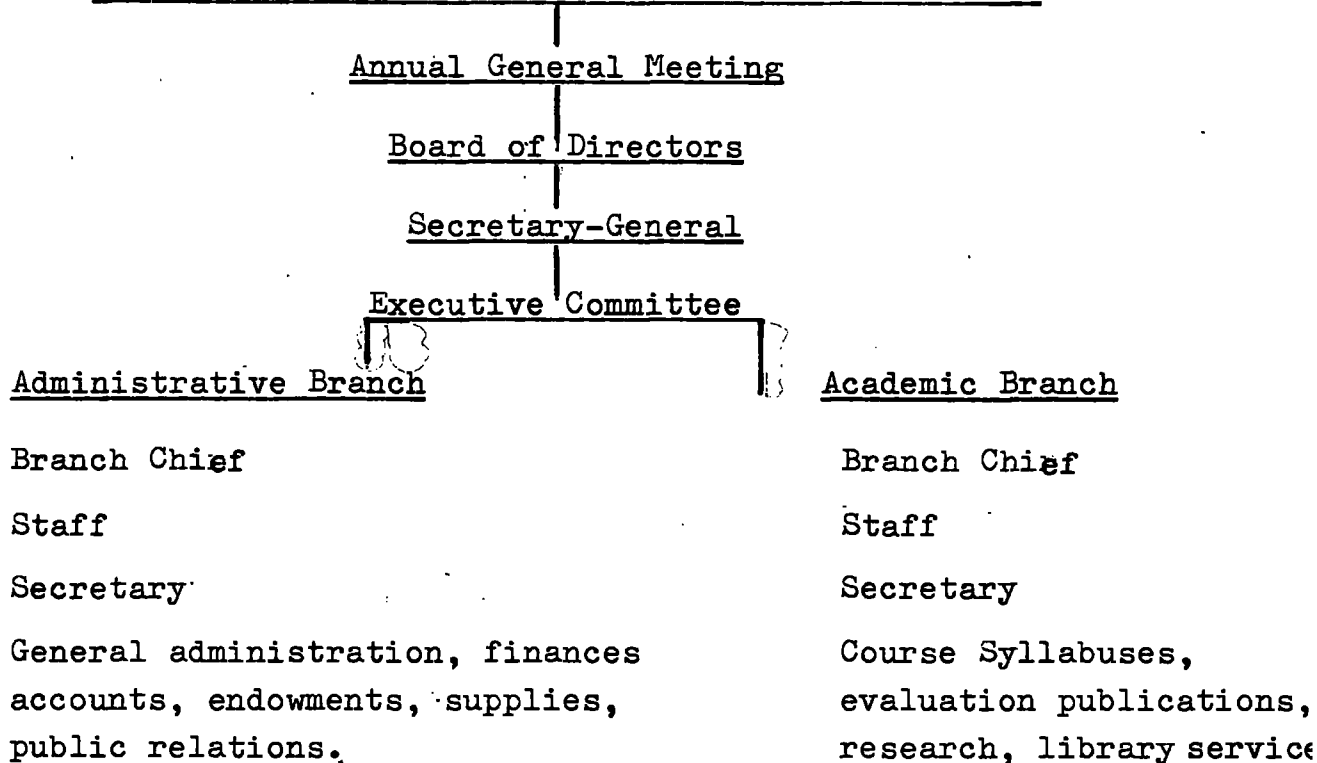 Annual General Meeting
Board of Directors
Secretary-General
Executive Committee
Administrative Branch
Academic Branch
Branch Chief
Branch Chief
Staff
Staff
Secretary
Secretary
General administration, finances
accounts, endowments, supplies,
public relations.
Course Syllabuses,
evaluation publications,
research, library service